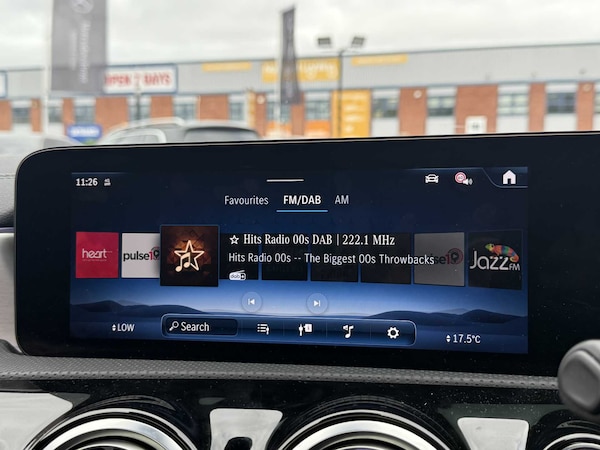 OPEN 7 DAYS
11:26
Favourites FM/DAB AM
heart pulse1
☆ Hits Radio 00s DAB | 222.1 MHz
Hits Radio 00s -- The Biggest 00s Throwbacks
Jazz FM
LOW
Search
17.5°C